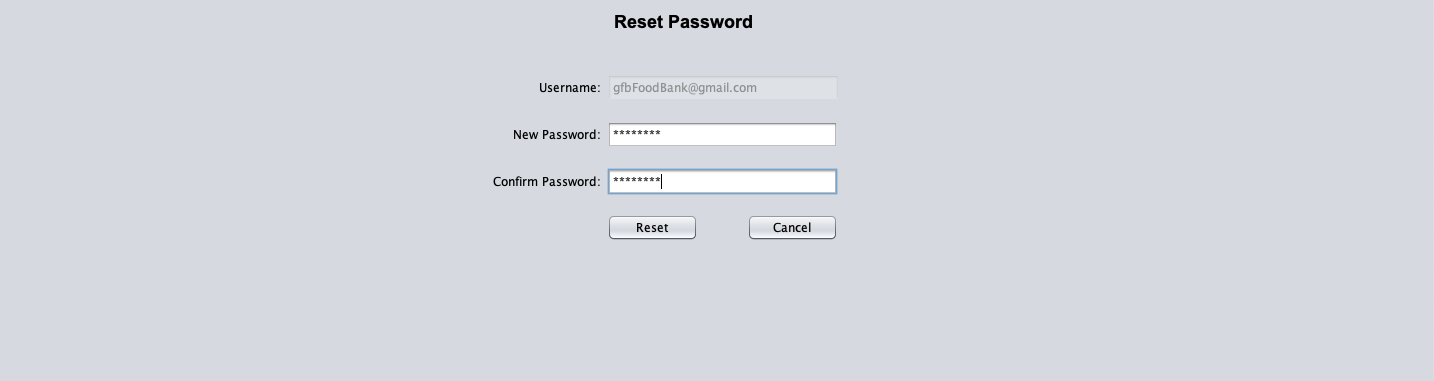 Reset Password
Username: gfbFoodBank@gmail.com
New Password: ********
Confirm Password: ********
Reset Cancel